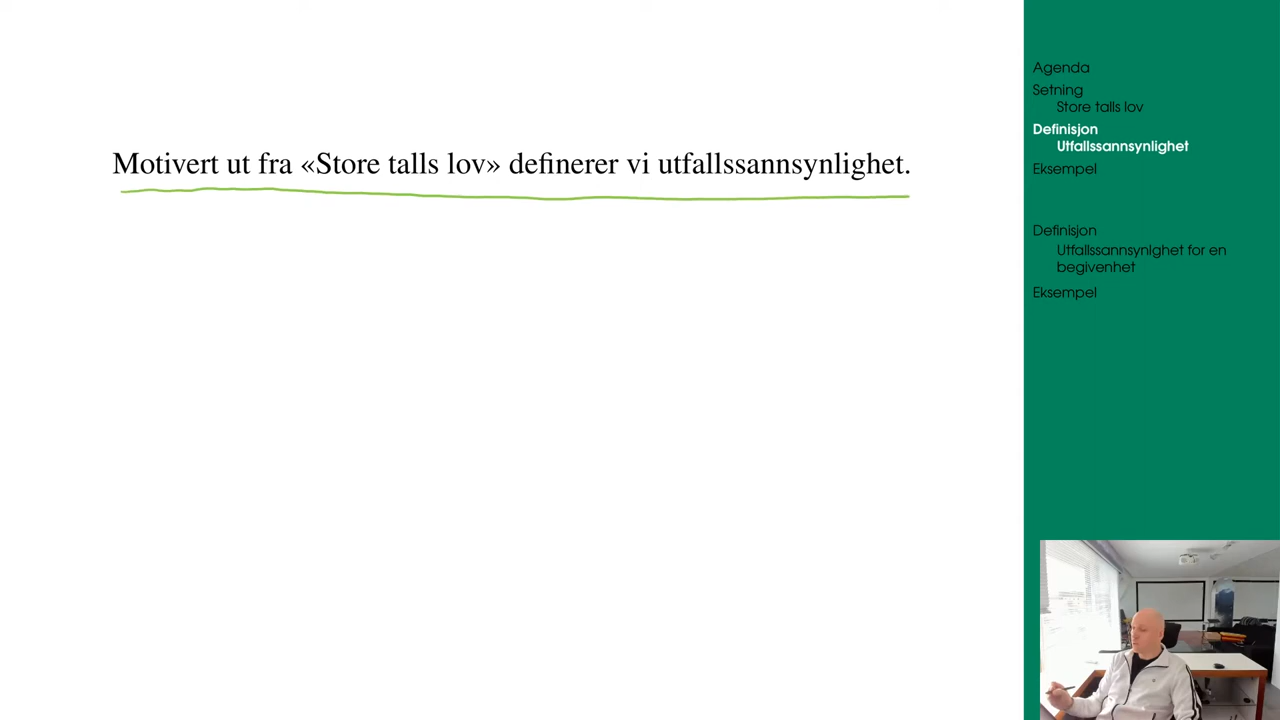 Motivert ut fra «Store talls lov» definerer vi utfallssannsynlighet.
Agenda
Setning
Store talls lov
Definisjon
Utfallssannsynlighet
Eksempel
Definisjon
Utfallssannsynlghet for en
begivenhet
Eksempel